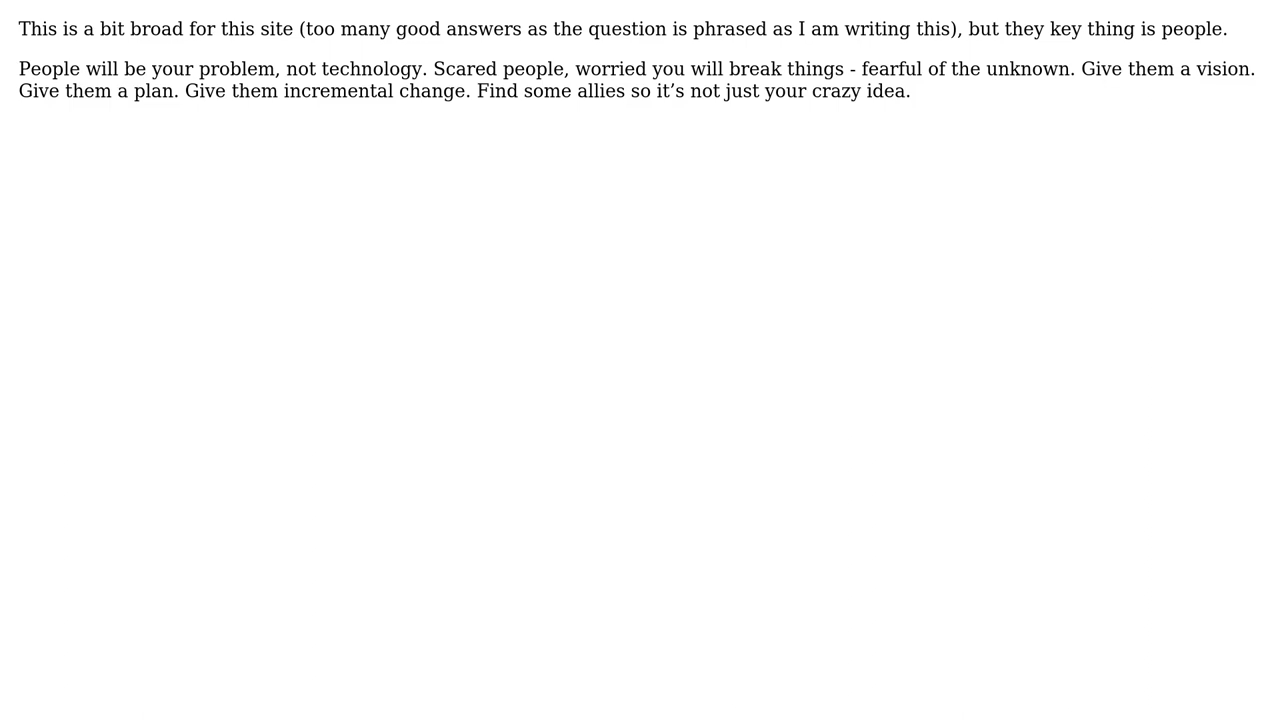 This is a bit broad for this site (too many good answers as the question is phrased as I am writing this), but they key thing is people.
People will be your problem, not technology. Scared people, worried you will break things - fearful of the unknown. Give them a vision.
Give them a plan. Give them incremental change. Find some allies so it’s not just your crazy idea.